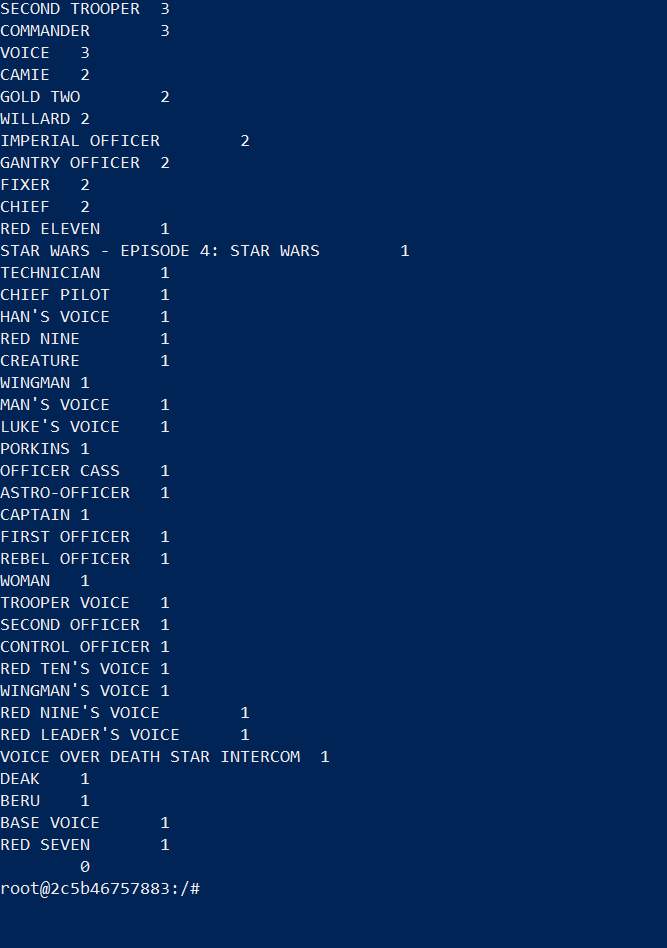 SECOND TROOPER  3
COMMANDER       3
VOICE   3
CAMIE   2
GOLD TWO        2
WILLARD 2
IMPERIAL OFFICER        2
GANTRY OFFICER  2
FIXER   2
CHIEF   2
RED ELEVEN      1
STAR WARS - EPISODE 4: STAR WARS        1
TECHNICIAN      1
CHIEF PILOT     1
HAN'S VOICE     1
RED NINE        1
CREATURE        1
WINGMAN 1
MAN'S VOICE     1
LUKE'S VOICE    1
PORKINS 1
OFFICER CASS    1
ASTRO-OFFICER   1
CAPTAIN 1
FIRST OFFICER   1
REBEL OFFICER   1
WOMAN   1
TROOPER VOICE   1
SECOND OFFICER  1
CONTROL OFFICER 1
RED TEN'S VOICE 1
WINGMAN'S VOICE 1
RED NINE'S VOICE        1
RED LEADER'S VOICE      1
VOICE OVER DEATH STAR INTERCOM  1
DEAK    1
BERU    1
BASE VOICE      1
RED SEVEN       1
        0
root@2c5b46757883:/#